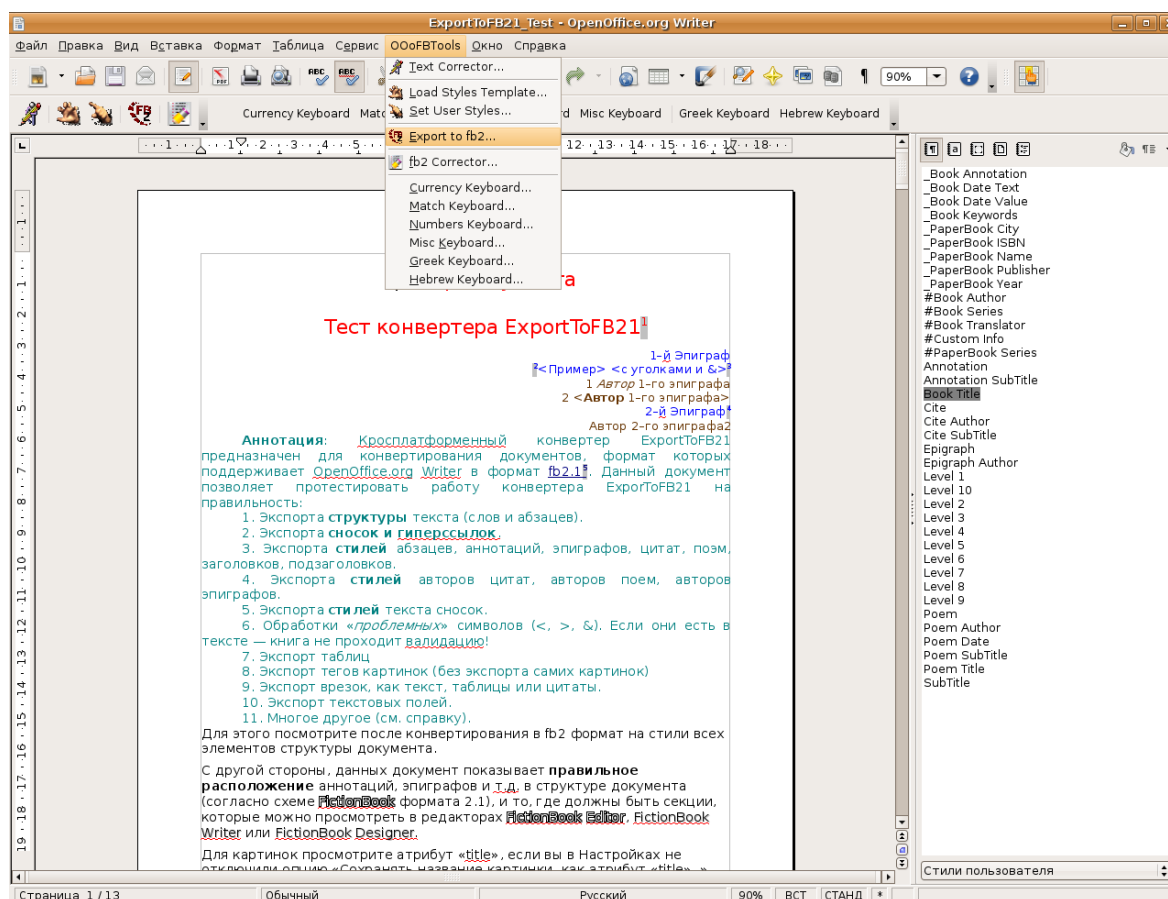 ExportToFB21_Test - OpenOffice.org Writer
Файл Правка Вид Вставка Формат Таблица Сервис OOoFBTools Окно Справка
90%
Currency Keyboard
Misc Keyboard
Greek Keyboard
Hebrew Keyboard
Text Corrector...
Load Styles Template...
Set User Styles...
Export to fb2...
fb2 Corrector...
Currency Keyboard...
Match Keyboard...
Numbers Keyboard...
Misc Keyboard...
Greek Keyboard...
Hebrew Keyboard...
Тест конвертера ExportToFB211
1-й Эпиграф
2<Пример> <с уголками и &>3
1 Автор 1-го эпиграфа
2 <Автор 1-го эпиграфа>
2-й Эпиграф4
Автор 2-го эпиграфа2
Аннотация: Кросплатформенный конвертер ExportToFB21
предназначен для конвертирования документов, формат которых
поддерживает OpenOffice.org Writer в формат fb2.15. Данный документ
позволяет протестировать работу конвертера ExporToFB21 на
правильность:
1. Экспорта структуры текста (слов и абзацев).
2. Экспорта сносок и гиперссылок.
3. Экспорта стилей абзацев, аннотаций, эпиграфов, цитат, поэм,
заголовков, подзаголовков.
4. Экспорта стилей авторов цитат, авторов поем, авторов
эпиграфов.
5. Экспорта стилей текста сносок.
6. Обработки «проблемных» символов (<, >, &). Если они есть в
тексте — книга не проходит валидацию!
7. Экспорт таблиц
8. Экспорт тегов картинок (без экспорта самих картинок)
9. Экспорт врезок, как текст, таблицы или цитаты.
10. Экспорт текстовых полей.
11. Многое другое (см. справку).
Для этого посмотрите после конвертирования в fb2 формат на стили всех
элементов структуры документа.
С другой стороны, данных документ показывает правильное
расположение аннотаций, эпиграфов и т.д. в структуре документа
(согласно схеме FictionBook формата 2.1), и то, где должны быть секции,
которые можно просмотреть в редакторах FictionBook Editor, FictionBook
Writer или FictionBook Designer.
Для картинок просмотрите атрибут «title», если вы в Настройках не
отключили опцию «Сохранять название картинки, как атрибут «title» »
_Book Annotation
_Book Date Text
_Book Date Value
_Book Keywords
_PaperBook City
_PaperBook ISBN
_PaperBook Name
_PaperBook Publisher
_PaperBook Year
#Book Author
#Book Series
#Book Translator
#Custom Info
#PaperBook Series
Annotation
Annotation SubTitle
Book Title
Cite
Cite Author
Cite SubTitle
Epigraph
Epigraph Author
Level 1
Level 10
Level 2
Level 3
Level 4
Level 5
Level 6
Level 7
Level 8
Level 9
Poem
Poem Author
Poem Date
Poem SubTitle
Poem Title
SubTitle
Стили пользователя
Страница 1 / 13 Обычный Русский 90% ВСТ СТАНД *